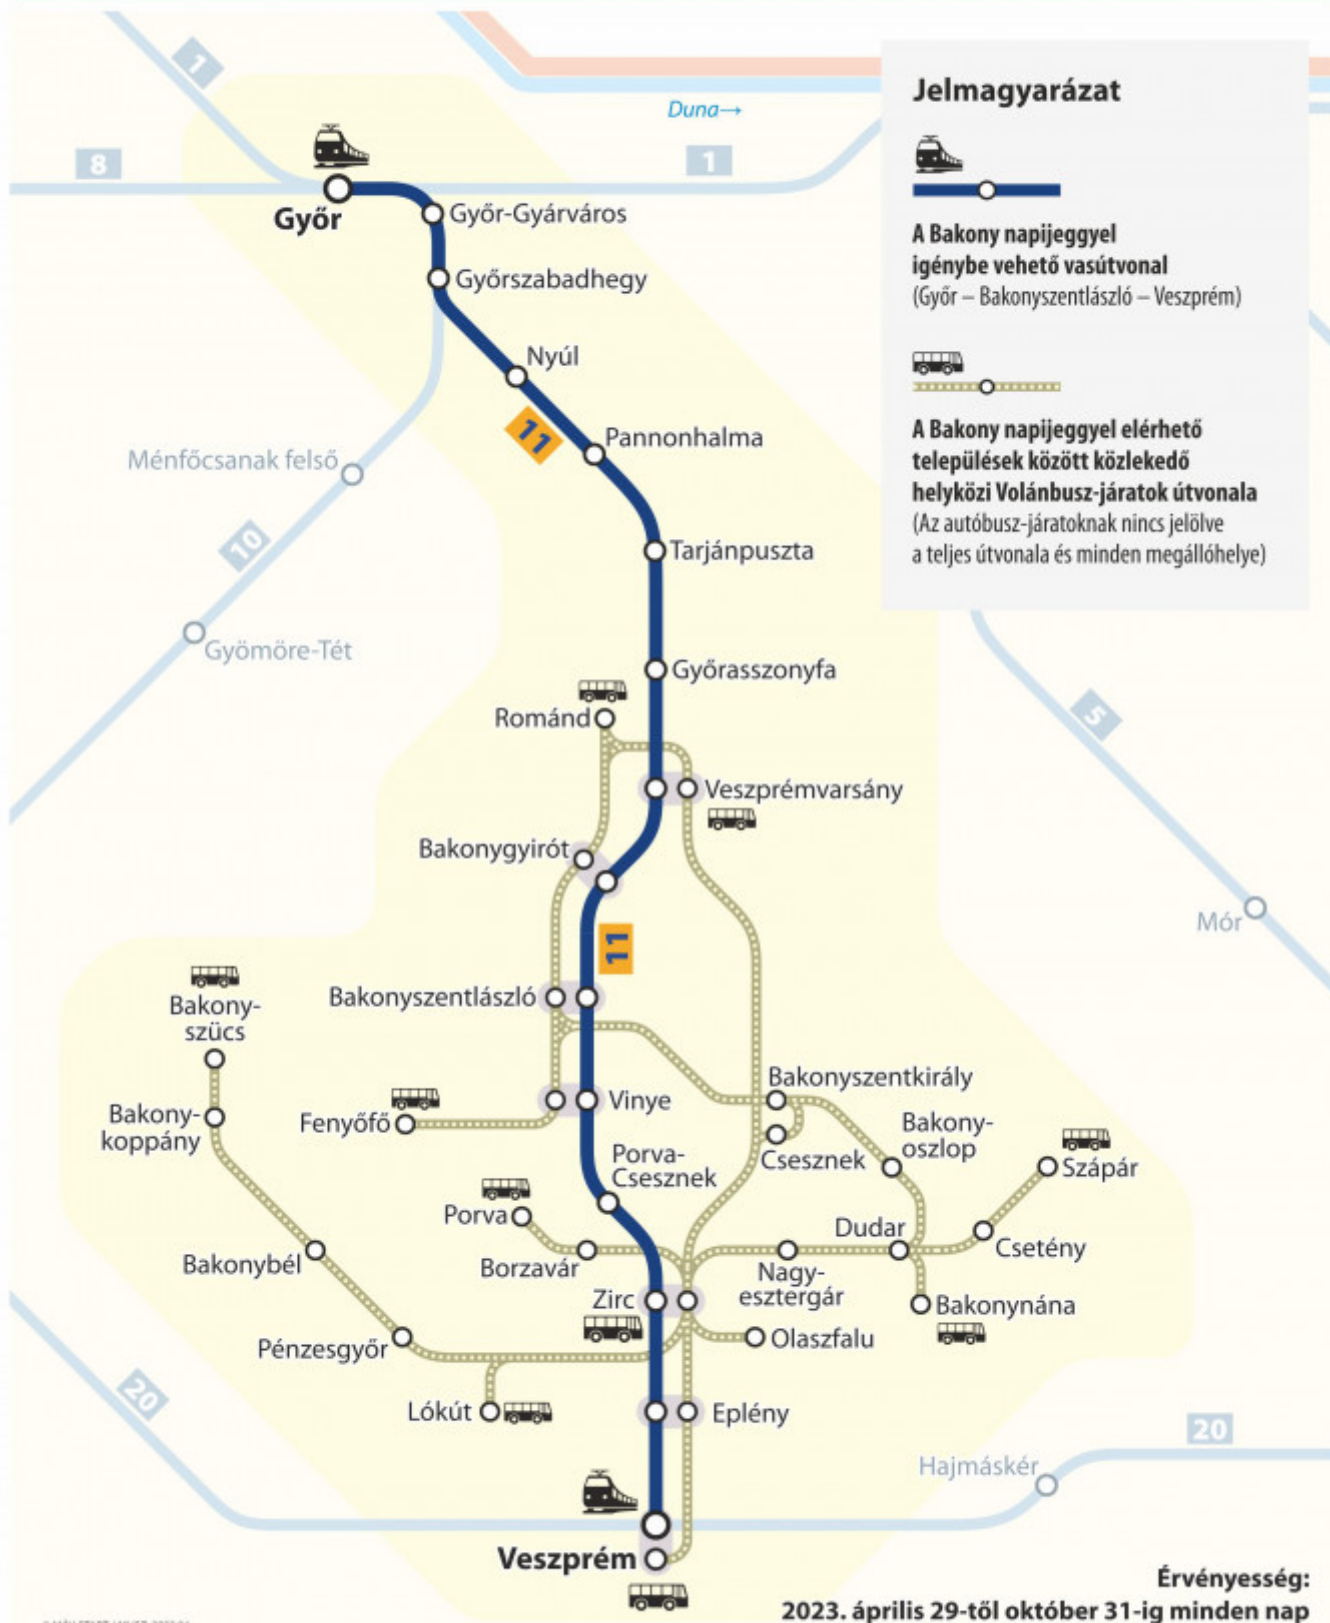 1
Duna→
8
1
Győr
Győr-Gyárváros
Győrszabadhegy
Nyúl
11
Pannonhalma
Ménfőcsanak felső
10
Tarjánpuszta
Gyömöre-Tét
Győrasszonyfa
Románd
5
Veszprémvarsány
Bakonygyirót
Mór
11
Bakony-
szücs
Bakonyszentlászló
Bakonyszentkirály
Bakony-
koppány
Fenyőfő
Vinye
Csesznek
Bakony-
oszlop
Szápár
Porva-
Csesznek
Porva
Borzavár
Dudar
Csetény
Bakonybél
Nagy-
esztergár
Zirc
Bakonynána
Olaszfalu
Pénzesgyőr
20
Lókút
Eplény
20
Hajmáskér
Veszprém
Jelmagyarázat
A Bakony napijeggyel
igénybe vehető vasútvonal
(Győr – Bakonyszentlászló – Veszprém)
A Bakony napijeggyel elérhető
települések között közlekedő
helyközi Volánbusz-járatok útvonala
(Az autóbusz-járatoknak nincs jelölve
a teljes útvonala és minden megállóhelye)
Érvényesség:
2023. április 29-től október 31-ig minden nap